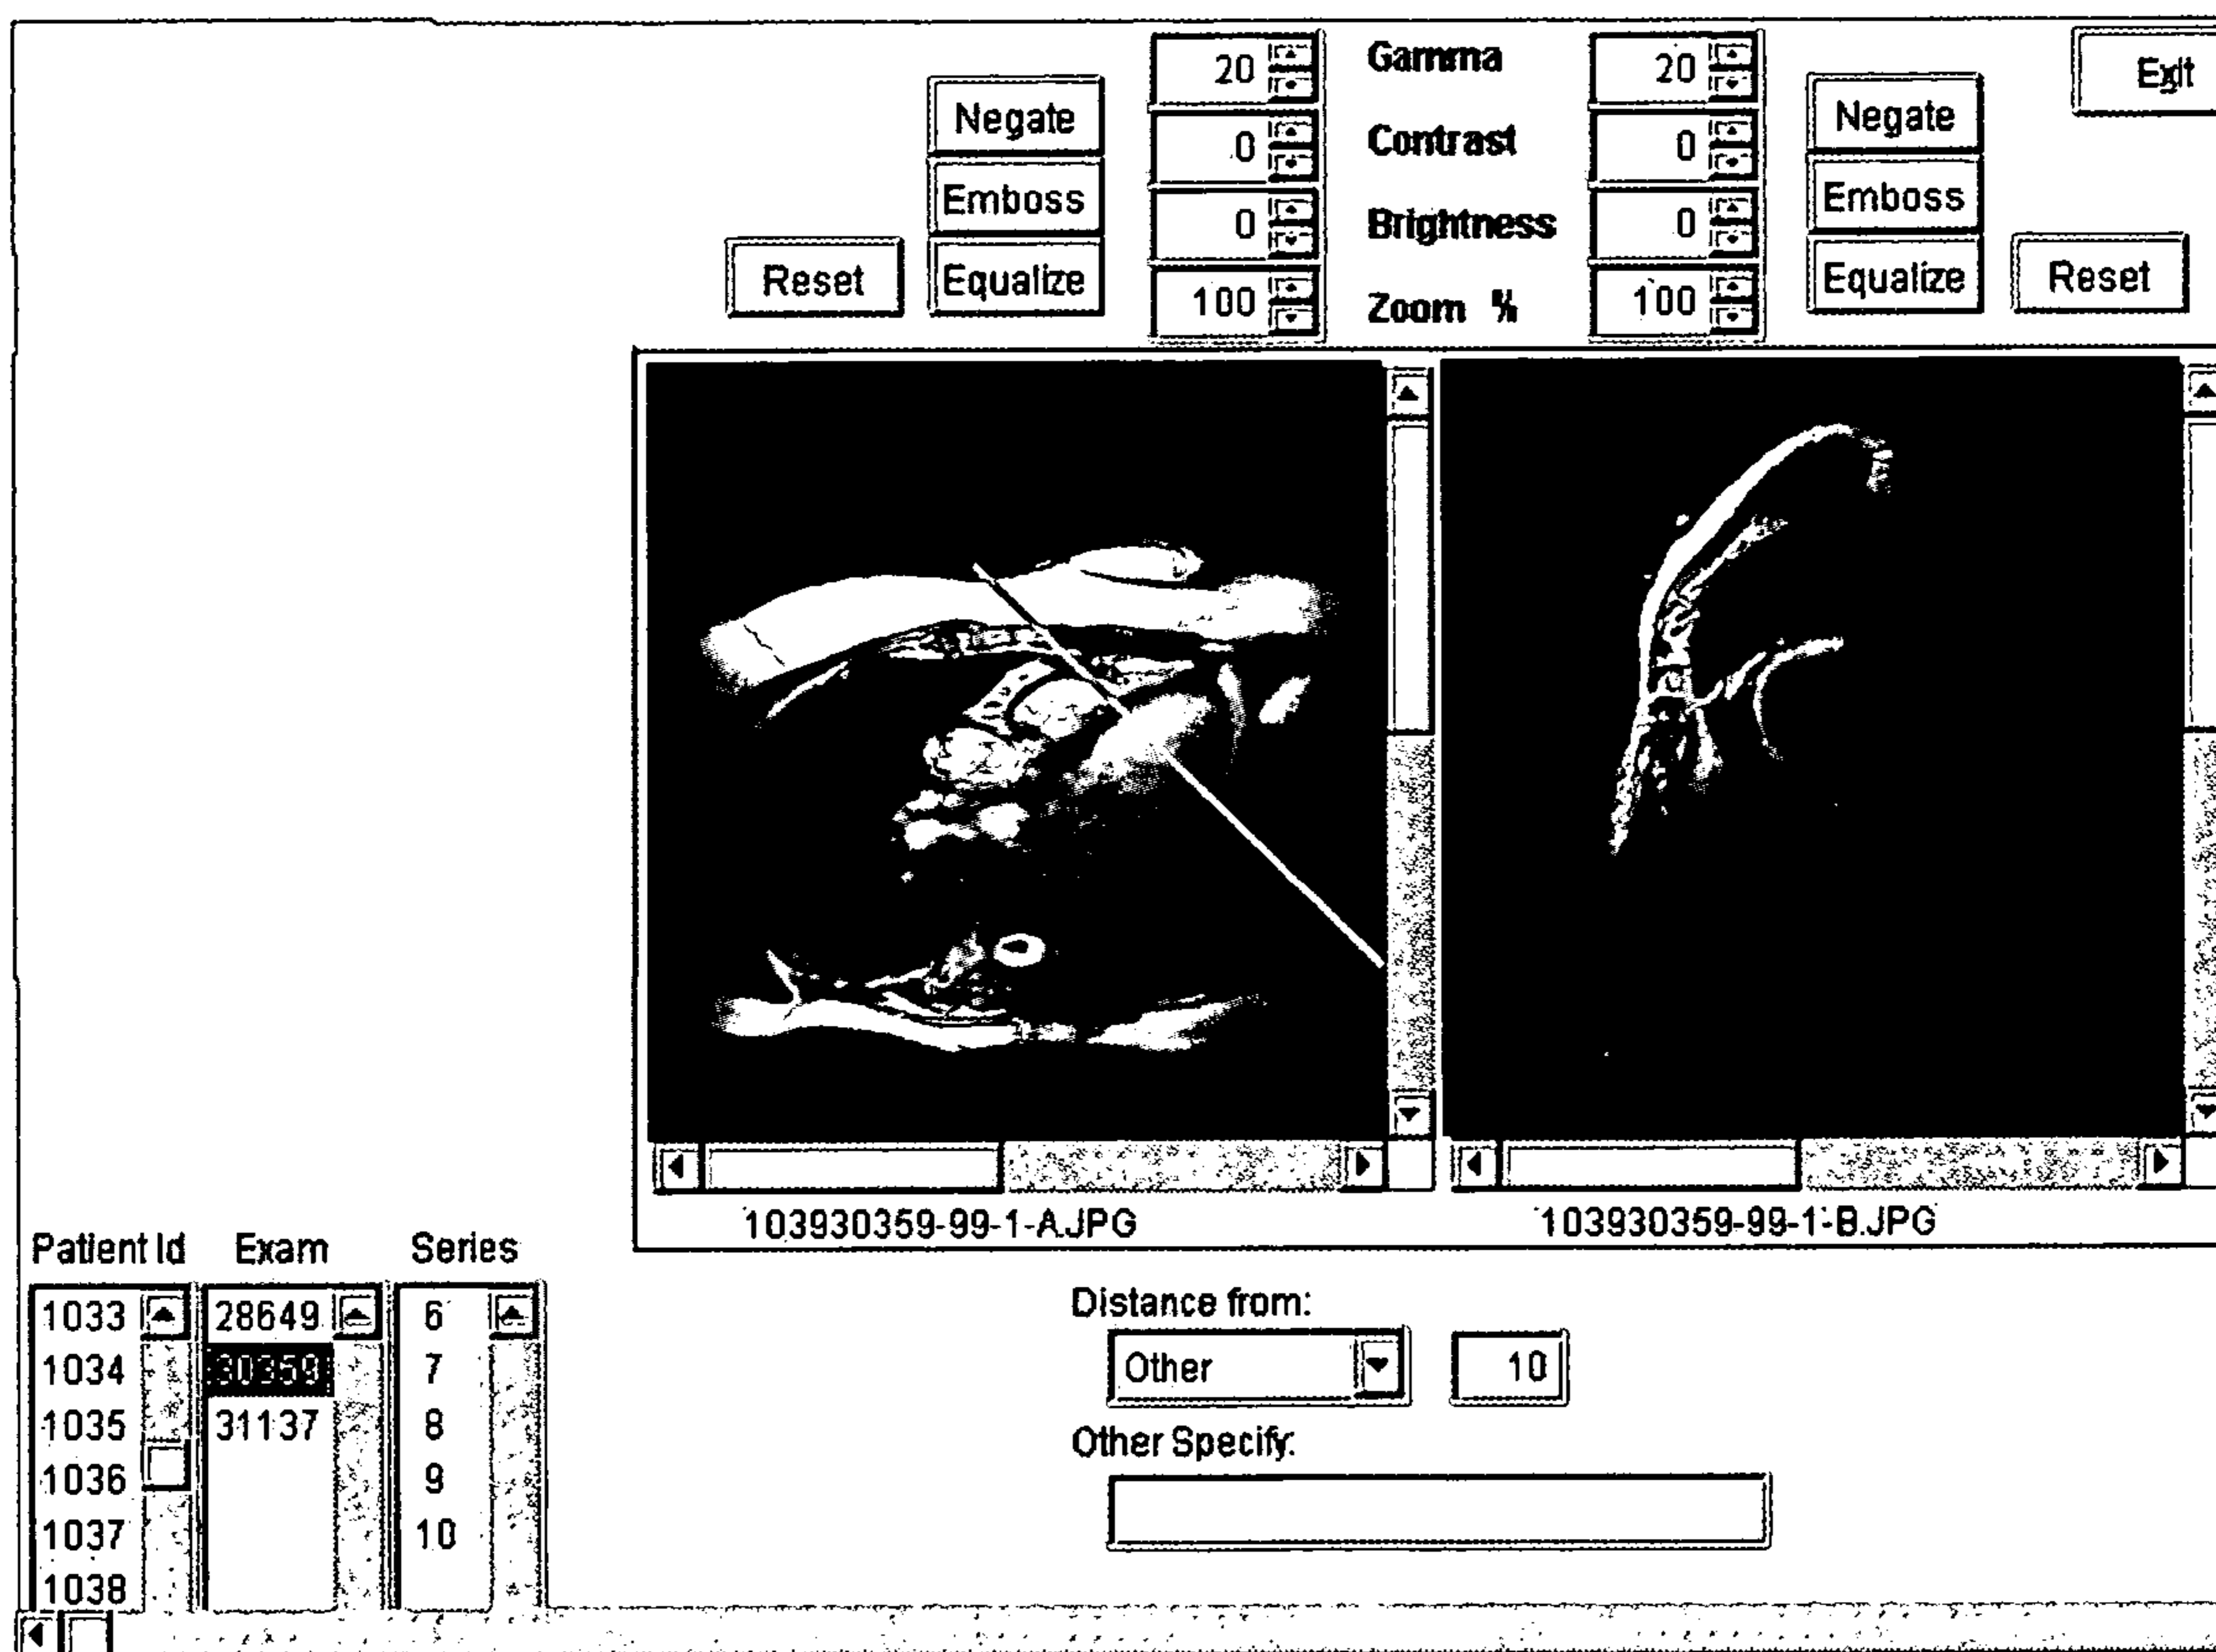 20 Gamma 20 Exit
Negate Negate
0 Contrast 0
Emboss Emboss
0 Brightness 0
Reset Equalize Equalize Reset
100 Zoom % 100
103930359-99-1-A.JPG 103930359-99-1-B.JPG
Patient Id Exam Series
Distance from:
1033 28649 6
1034 30359 7 Other 10
1035 31137 8
Other Specify:
1036 9
1037 10
1038